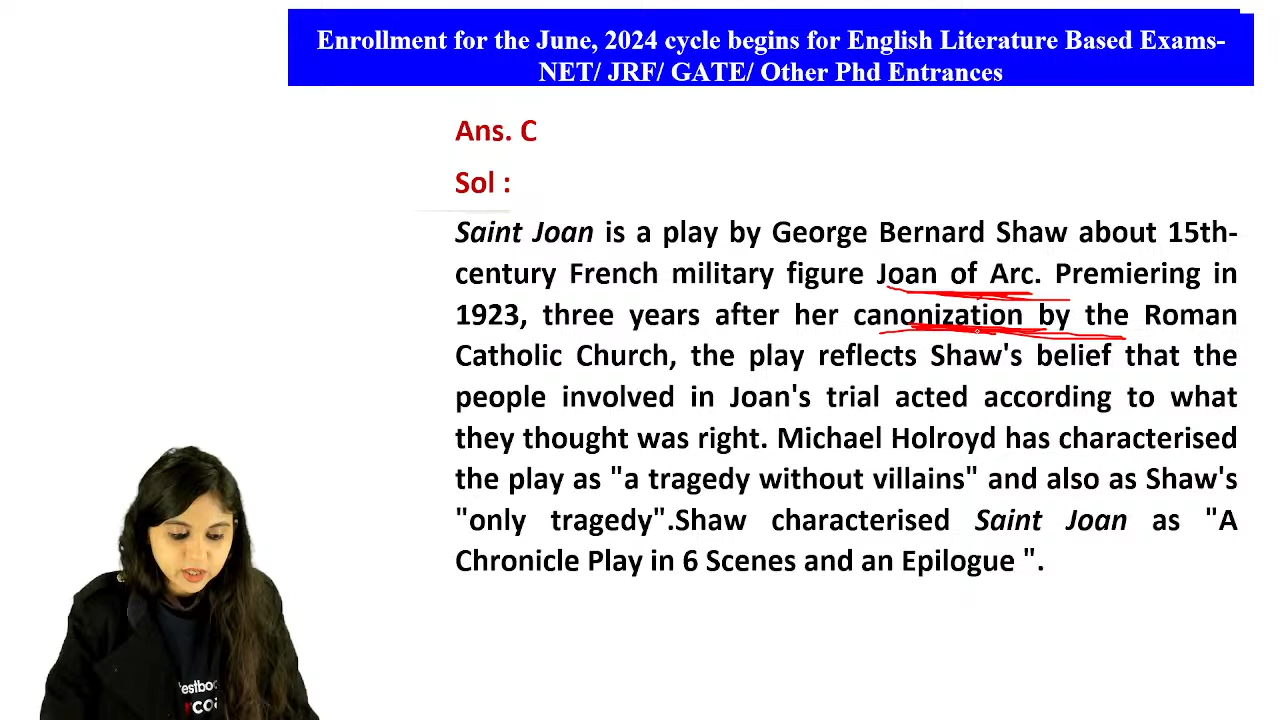 Enrollment for the June, 2024 cycle begins for English Literature Based Exams-
NET/ JRF/ GATE/ Other Phd Entrances
Ans. C
Sol :
Saint Joan is a play by George Bernard Shaw about 15th-
century French military figure Joan of Arc. Premiering in
1923, three years after her canonization by the Roman
Catholic Church, the play reflects Shaw's belief that the
people involved in Joan's trial acted according to what
they thought was right. Michael Holroyd has characterised
the play as "a tragedy without villains" and also as Shaw's
"only tragedy".Shaw characterised Saint Joan as "A
Chronicle Play in 6 Scenes and an Epilogue ".